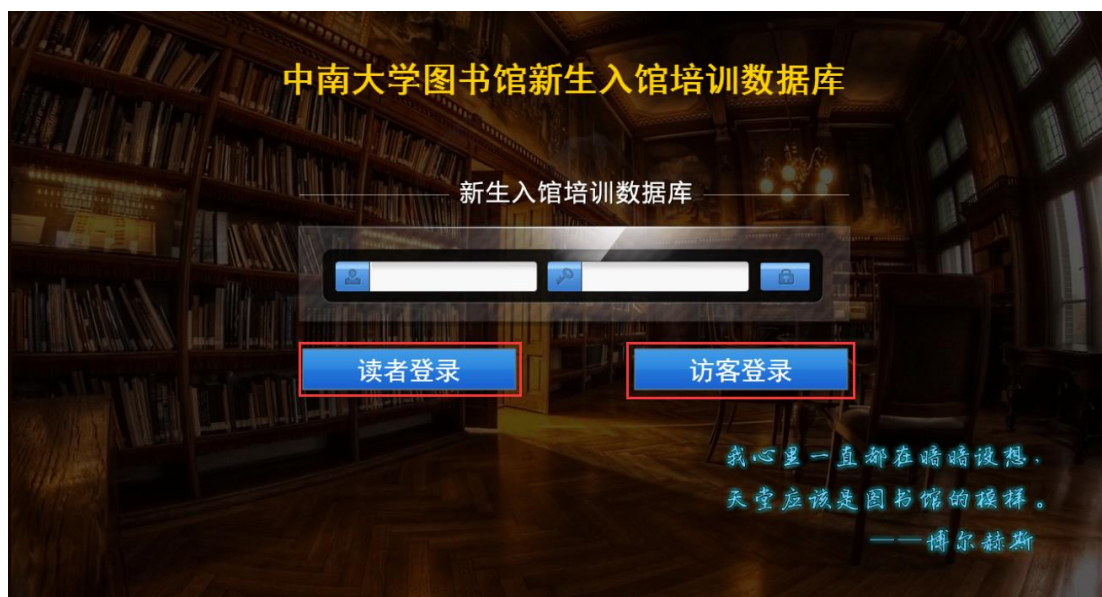 中南大学图书馆新生入馆培训数据库
新生入馆培训数据库
读者登录
访客登录
我心里一直都在暗暗设想，
天堂应该是图书馆的模样。
——博尔赫斯